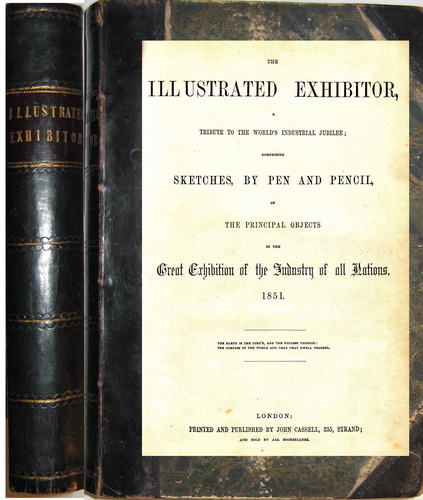 ILLUSTRATED
EXHIBITOR
THE
ILLUSTRATED EXHIBITOR,
A
TRIBUTE TO THE WORLD'S INDUSTRIAL JUBILEE;
COMPRISING
SKETCHES, BY PEN AND PENCIL,
OF
THE PRINCIPAL OBJECTS
IN THE
Great Exhibition of the Industry of all Nations,
1851.
THE EARTH IS THE LORD'S, AND THE FULNESS THEREOF;
THE COMPASS OF THE WORLD AND THEY THAT DWELL THEREIN.
LONDON:
PRINTED AND PUBLISHED BY JOHN CASSELL, 335, STRAND;
AND SOLD BY ALL BOOKSELLERS.